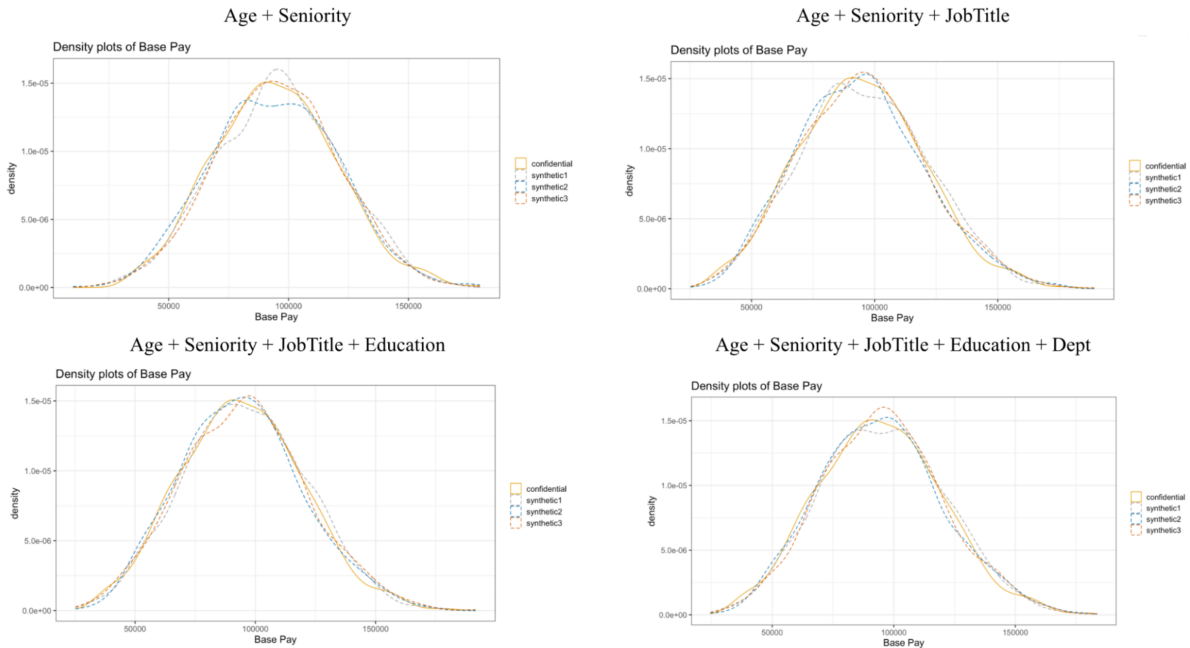 Age + Seniority
Density plots of Base Pay
1.5e-05
1.0e-05
5.0e-06
0.0e+00
density
50000 100000 150000
Base Pay
confidential
synthetic1
synthetic2
synthetic3
Age + Seniority + JobTitle
Density plots of Base Pay
1.5e-05
1.0e-05
5.0e-06
0.0e+00
density
50000 100000 150000
Base Pay
confidential
synthetic1
synthetic2
synthetic3
Age + Seniority + JobTitle + Education
Density plots of Base Pay
1.5e-05
1.0e-05
5.0e-06
0.0e+00
density
50000 100000 150000
Base Pay
confidential
synthetic1
synthetic2
synthetic3
Age + Seniority + JobTitle + Education + Dept
Density plots of Base Pay
1.5e-05
1.0e-05
5.0e-06
0.0e+00
density
50000 100000 150000
Base Pay
confidential
synthetic1
synthetic2
synthetic3